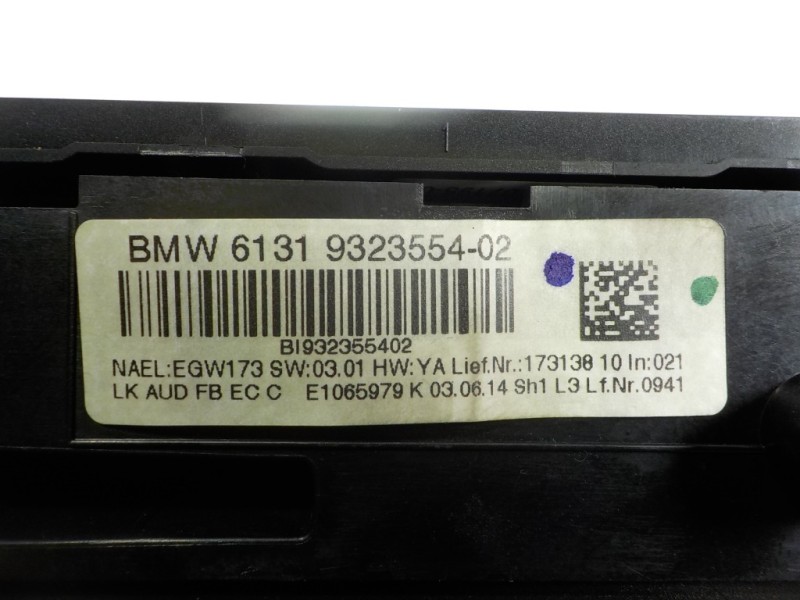 BMW 6131 9323554-02
BI932355402
NAEL:EGW173 SW:03.01 HW:YA Lief.Nr.:173138 10 In:021
LK AUD FB EC C E1065979 K 03.06.14 Sh1 L3 Lf.Nr.0941